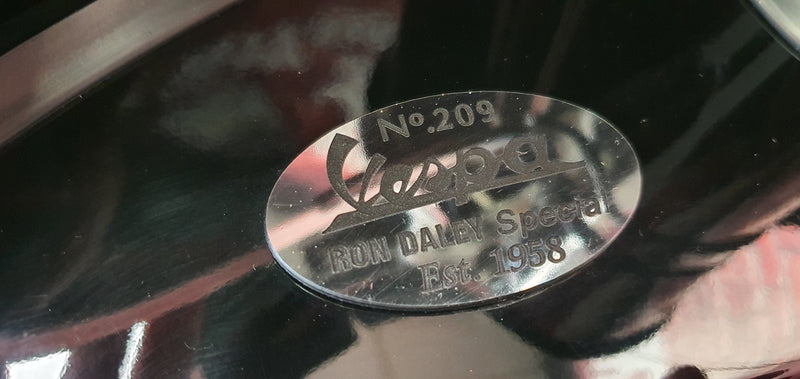 Nº.209
Vespa
RON DALEY Special
Est. 1958